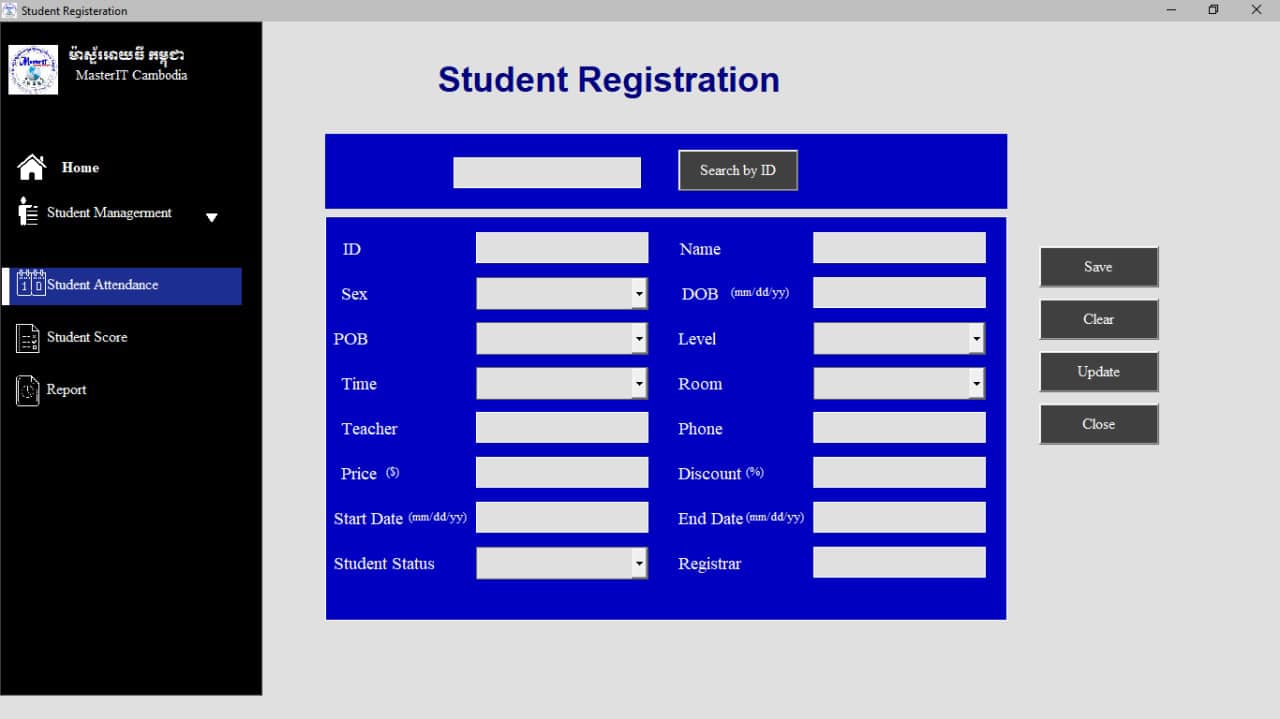 Student Registeration
ម៉ាស្ទ័រអាយធី កម្ពុជា
MasterIT Cambodia
Home
Student Managerment
Student Attendance
Student Score
Report
Student Registration
Search by ID
ID
Name
Sex
DOB (mm/dd/yy)
POB
Level
Time
Room
Teacher
Phone
Price ($)
Discount (%)
Start Date (mm/dd/yy)
End Date (mm/dd/yy)
Student Status
Registrar
Save
Clear
Update
Close